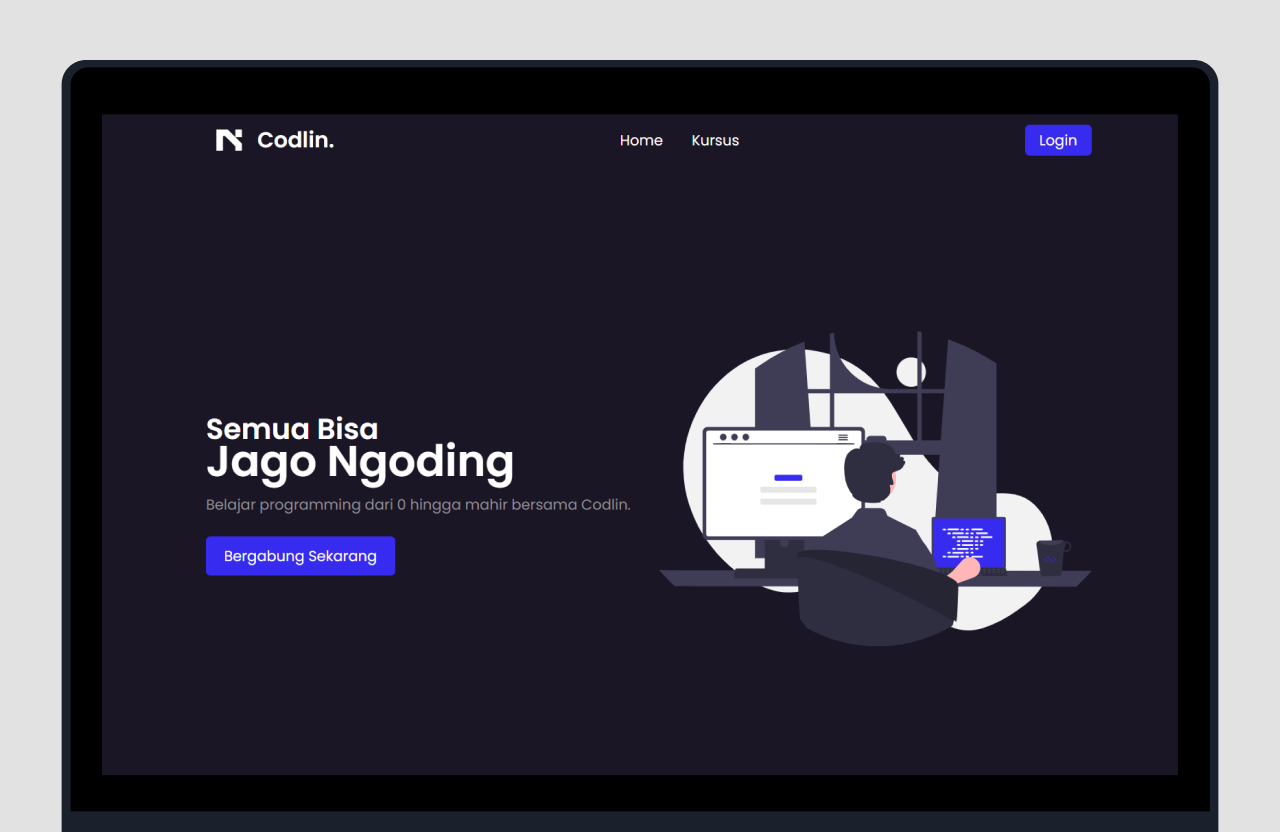 Codlin.
Home
Kursus
Login
Semua Bisa
Jago Ngoding
Belajar programming dari 0 hingga mahir bersama Codlin.
Bergabung Sekarang